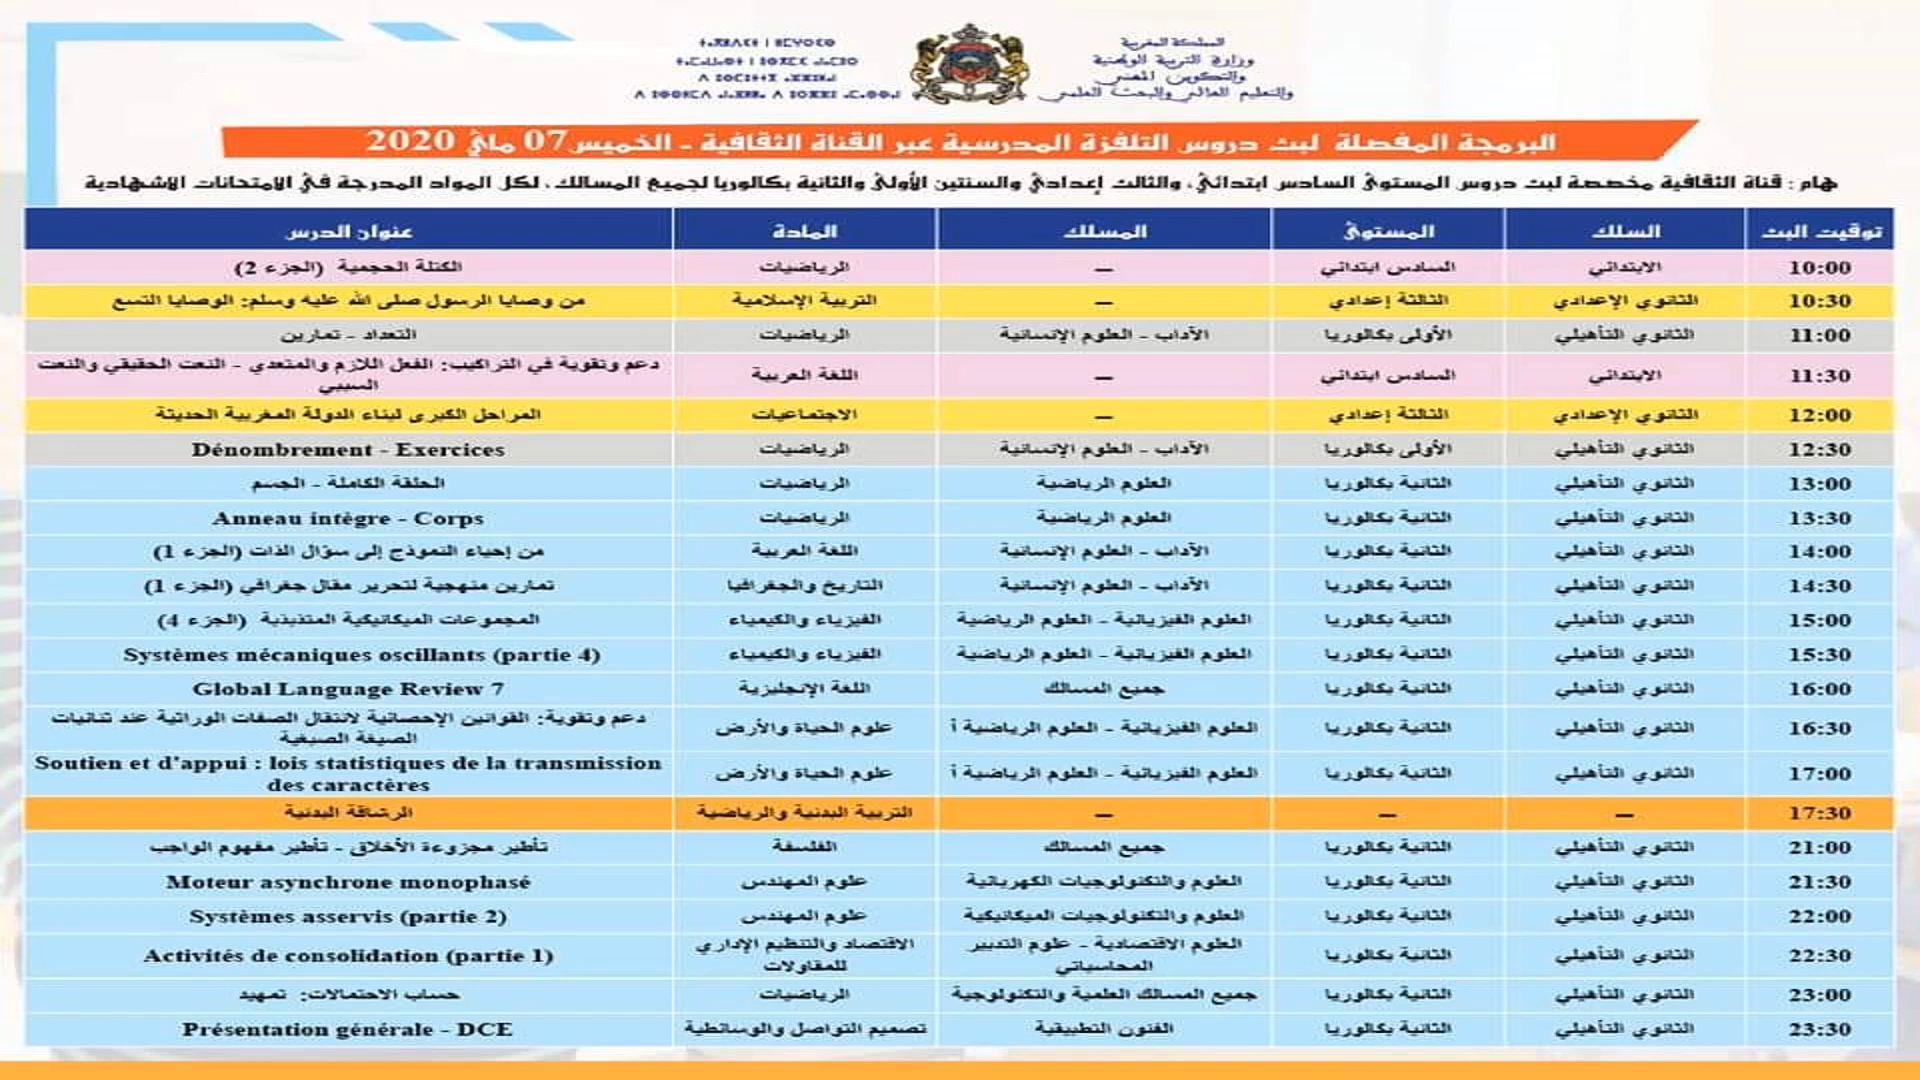 ⵜⴰⴳⵍⴷⵉⵜ ⵏ ⵍⵎⵖⵔⵉⴱ
المملكة المغربية
وزارة التربية الوطنية
والتكوين المهني
والتعليم العالي والبحث العلمي
البرمجة المفصلة لبث دروس التلفزة المدرسية عبر القناة الثقافية - الخميس 07 ماي 2020
هام : قناة الثقافية مخصصة لبث دروس المستوى السادس ابتدائي، والثالث إعدادي والسنتين الأولى والثانية بكالوريا لجميع المسالك، لكل المواد المدرجة في الامتحانات الاشهادية
توقيت البث السلك المستوى المسلك المادة عنوان الدرس
10:00 الابتدائي السادس ابتدائي — الرياضيات الكتلة الحجمية (الجزء 2)
10:30 الثانوي الإعدادي الثالثة إعدادي — التربية الإسلامية من وصايا الرسول صلى الله عليه وسلم: الوصايا التسع
11:00 الثانوي التأهيلي الأولى بكالوريا الآداب - العلوم الإنسانية الرياضيات التعداد - تمارين
11:30 الابتدائي السادس ابتدائي — اللغة العربية دعم وتقوية في التراكيب: الفعل اللازم والمتعدي - النعت الحقيقي والنعت
السببي
12:00 الثانوي الإعدادي الثالثة إعدادي — الاجتماعيات المراحل الكبرى لبناء الدولة المغربية الحديثة
12:30 الثانوي التأهيلي الأولى بكالوريا الآداب - العلوم الإنسانية الرياضيات Dénombrement - Exercices
13:00 الثانوي التأهيلي الثانية بكالوريا العلوم الرياضية الرياضيات الحلقة الكاملة - الجسم
13:30 الثانوي التأهيلي الثانية بكالوريا العلوم الرياضية الرياضيات Anneau intègre - Corps
14:00 الثانوي التأهيلي الثانية بكالوريا الآداب - العلوم الإنسانية اللغة العربية من إحياء النموذج إلى سؤال الذات (الجزء 1)
14:30 الثانوي التأهيلي الثانية بكالوريا الآداب - العلوم الإنسانية التاريخ والجغرافيا تمارين منهجية لتحرير مقال جغرافي (الجزء 1)
15:00 الثانوي التأهيلي الثانية بكالوريا العلوم الفيزيائية - العلوم الرياضية الفيزياء والكيمياء المجموعات الميكانيكية المتذبذبة (الجزء 4)
15:30 الثانوي التأهيلي الثانية بكالوريا العلوم الفيزيائية - العلوم الرياضية الفيزياء والكيمياء Systèmes mécaniques oscillants (partie 4)
16:00 الثانوي التأهيلي الثانية بكالوريا جميع المسالك اللغة الإنجليزية Global Language Review 7
16:30 الثانوي التأهيلي الثانية بكالوريا العلوم الفيزيائية - العلوم الرياضية أ علوم الحياة والأرض دعم وتقوية: القوانين الإحصائية لانتقال الصفات الوراثية عند ثنائيات
الصيغة الصبغية
17:00 الثانوي التأهيلي الثانية بكالوريا العلوم الفيزيائية - العلوم الرياضية أ علوم الحياة والأرض Soutien et d'appui : lois statistiques de la transmission
des caractères
17:30 — — — التربية البدنية والرياضية الرشاقة البدنية
21:00 الثانوي التأهيلي الثانية بكالوريا جميع المسالك الفلسفة تأطير مجزوءة الأخلاق - تأطير مفهوم الواجب
21:30 الثانوي التأهيلي الثانية بكالوريا العلوم والتكنولوجيات الكهربائية علوم المهندس Moteur asynchrone monophasé
22:00 الثانوي التأهيلي الثانية بكالوريا العلوم والتكنولوجيات الميكانيكية علوم المهندس Systèmes asservis (partie 2)
22:30 الثانوي التأهيلي الثانية بكالوريا العلوم الاقتصادية - علوم التدبير المحاسباتي الاقتصاد والتنظيم الإداري للمقاولات Activités de consolidation (partie 1)
23:00 الثانوي التأهيلي الثانية بكالوريا جميع المسالك العلمية والتكنولوجية الرياضيات حساب الاحتمالات: تمهيد
23:30 الثانوي التأهيلي الثانية بكالوريا الفنون التطبيقية تصميم التواصل والوسائطية Présentation générale - DCE